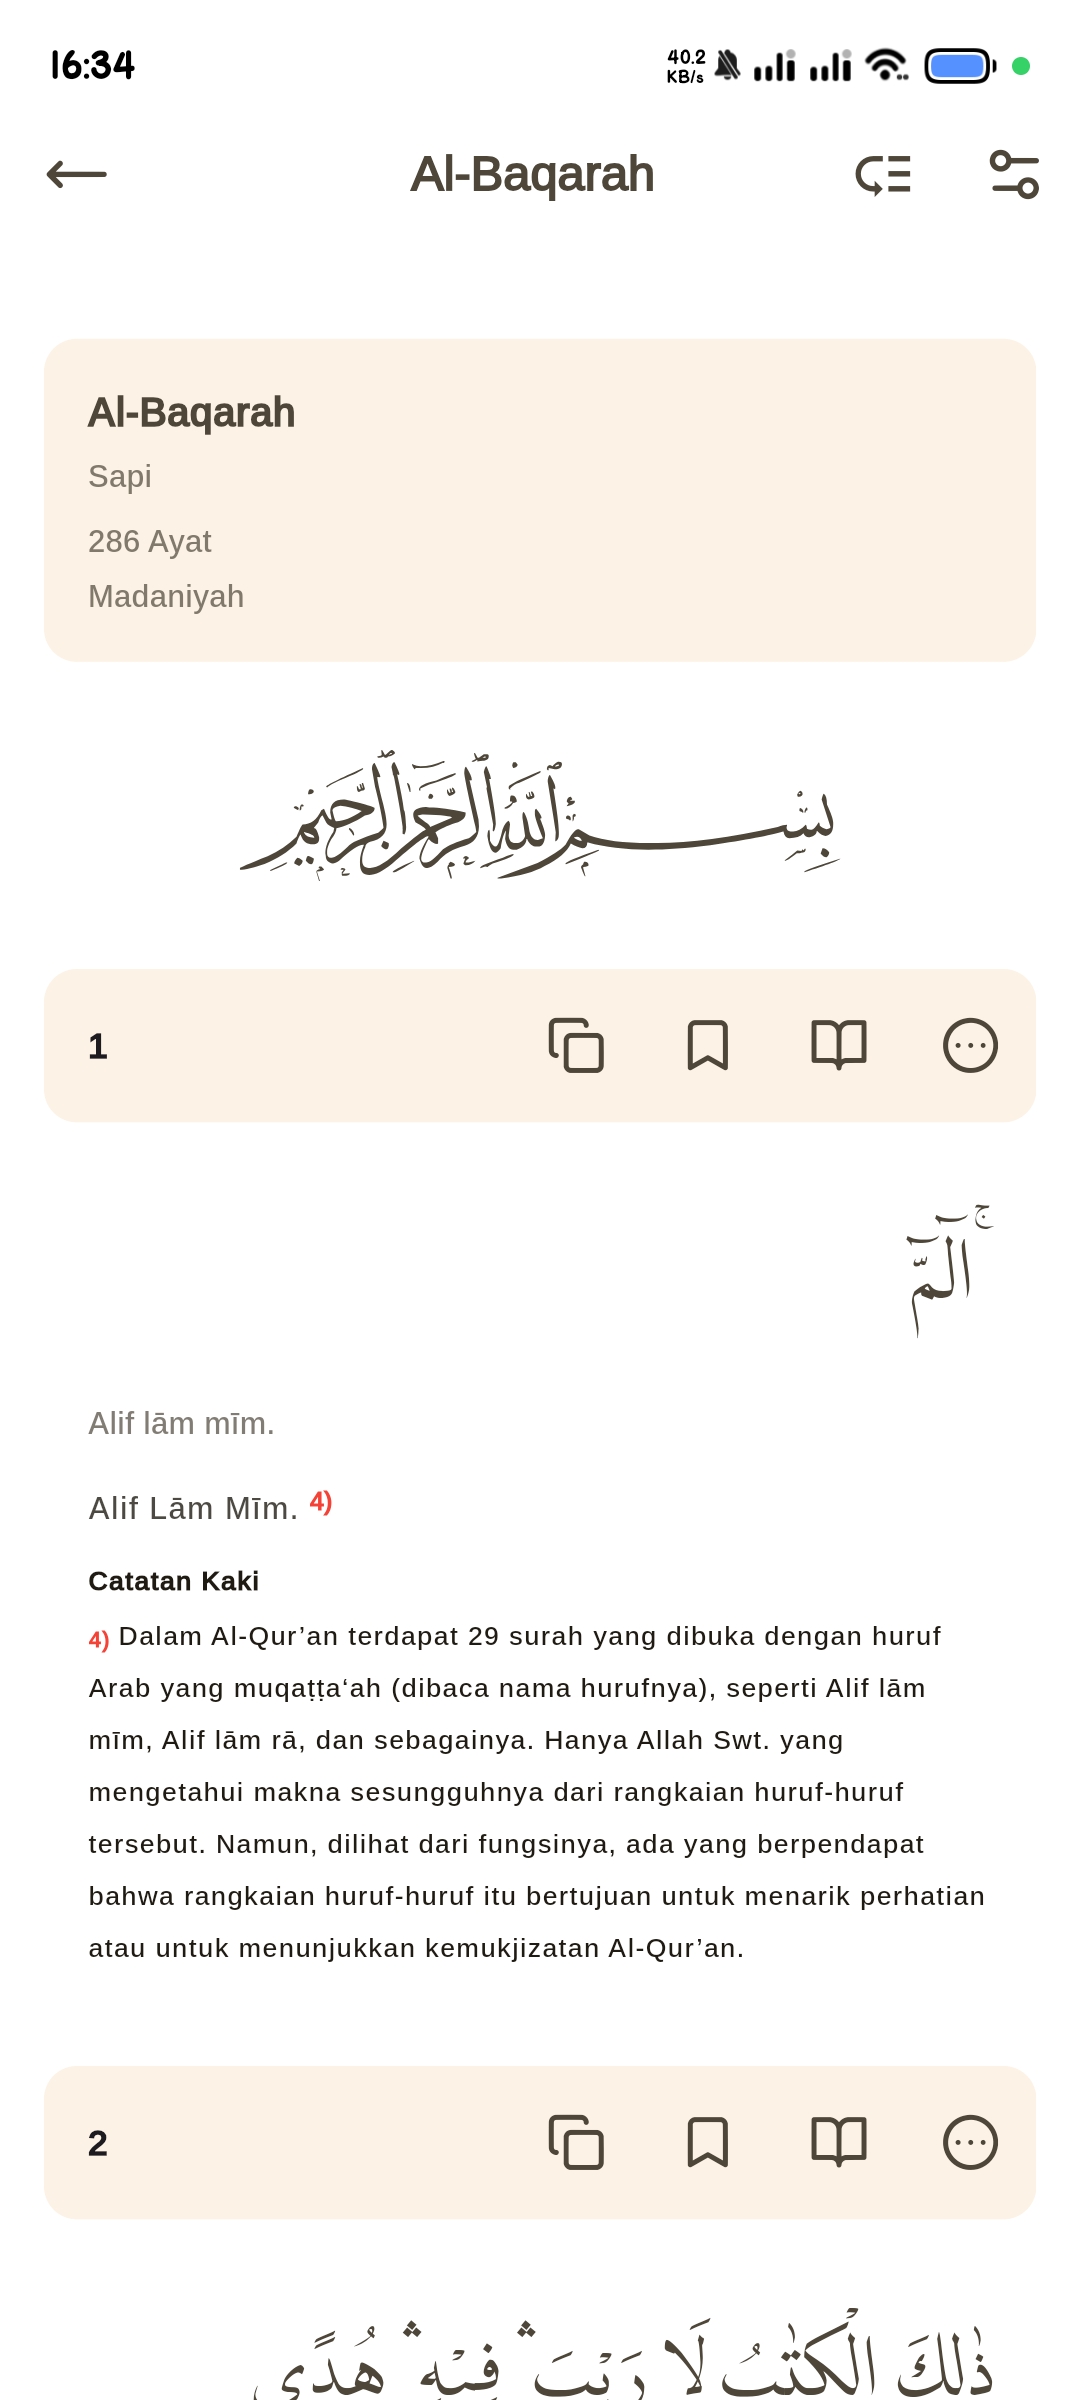 16:34
40.2
KB/s
Al-Baqarah
Al-Baqarah
Sapi
286 Ayat
Madaniyah
بِسْمِ اللّٰهِ الرَّحْمٰنِ الرَّحِيْمِ
1
الۤمّۤ ۚ
Alif lām mīm.
Alif Lām Mīm. 4)
Catatan Kaki
4) Dalam Al-Qur’an terdapat 29 surah yang dibuka dengan huruf
Arab yang muqaṭṭa‘ah (dibaca nama hurufnya), seperti Alif lām
mīm, Alif lām rā, dan sebagainya. Hanya Allah Swt. yang
mengetahui makna sesungguhnya dari rangkaian huruf-huruf
tersebut. Namun, dilihat dari fungsinya, ada yang berpendapat
bahwa rangkaian huruf-huruf itu bertujuan untuk menarik perhatian
atau untuk menunjukkan kemukjizatan Al-Qur’an.
2
ذٰلِكَ الْكِتٰبُ لَا رَيْبَ ۛ فِيْهِ ۛ هُدًى